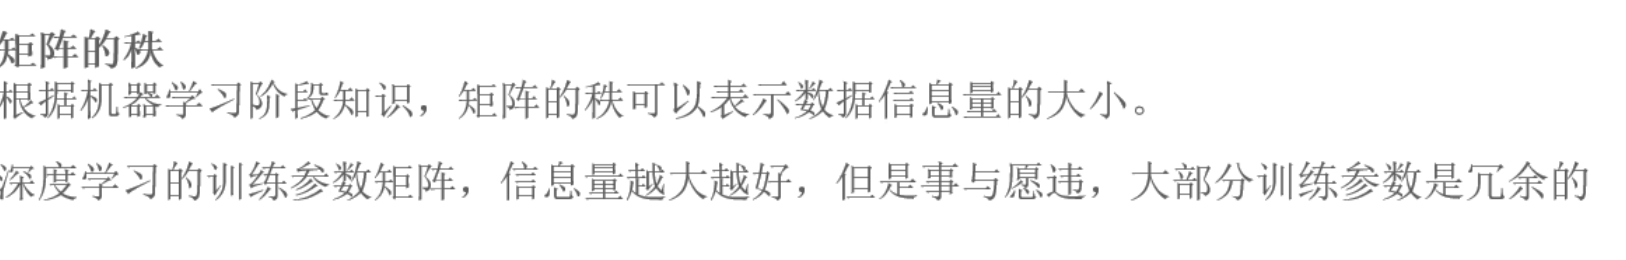 矩阵的秩
根据机器学习阶段知识，矩阵的秩可以表示数据信息量的大小。
深度学习的训练参数矩阵，信息量越大越好，但是事与愿违，大部分训练参数是冗余的